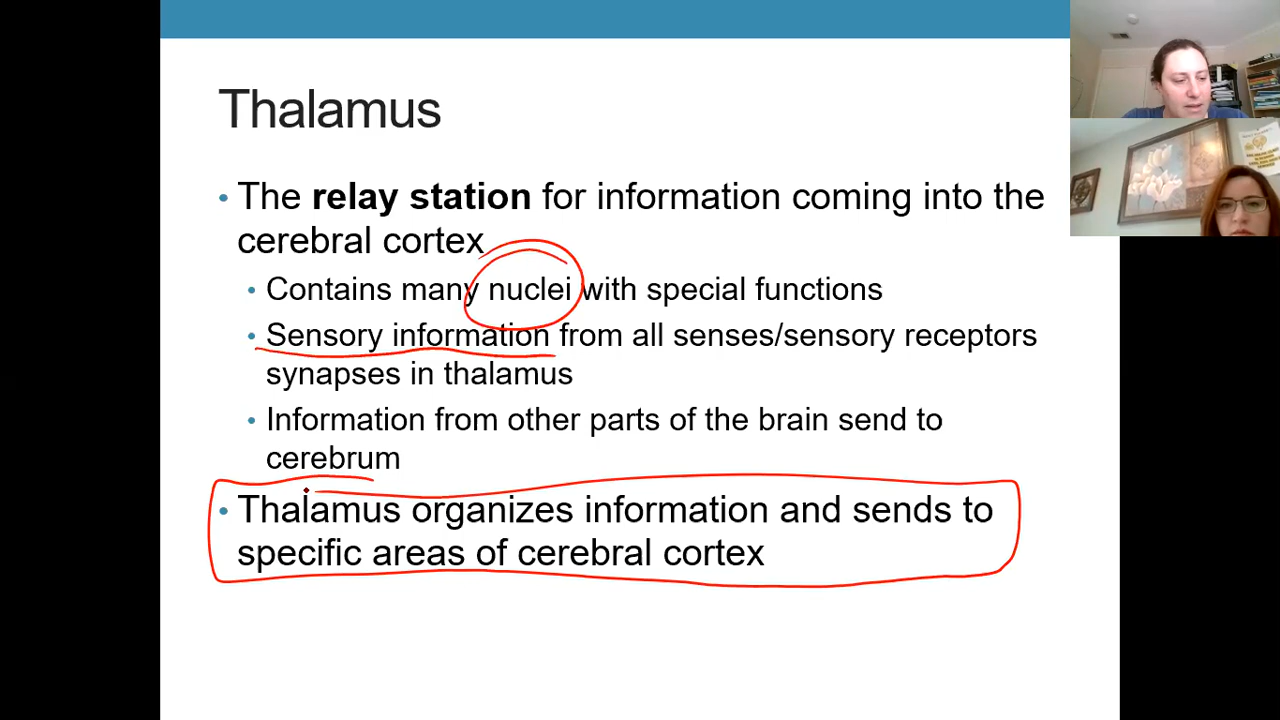 Thalamus
• The relay station for information coming into the
cerebral cortex
• Contains many nuclei with special functions
• Sensory information from all senses/sensory receptors
synapses in thalamus
• Information from other parts of the brain send to
cerebrum
• Thalamus organizes information and sends to
specific areas of cerebral cortex